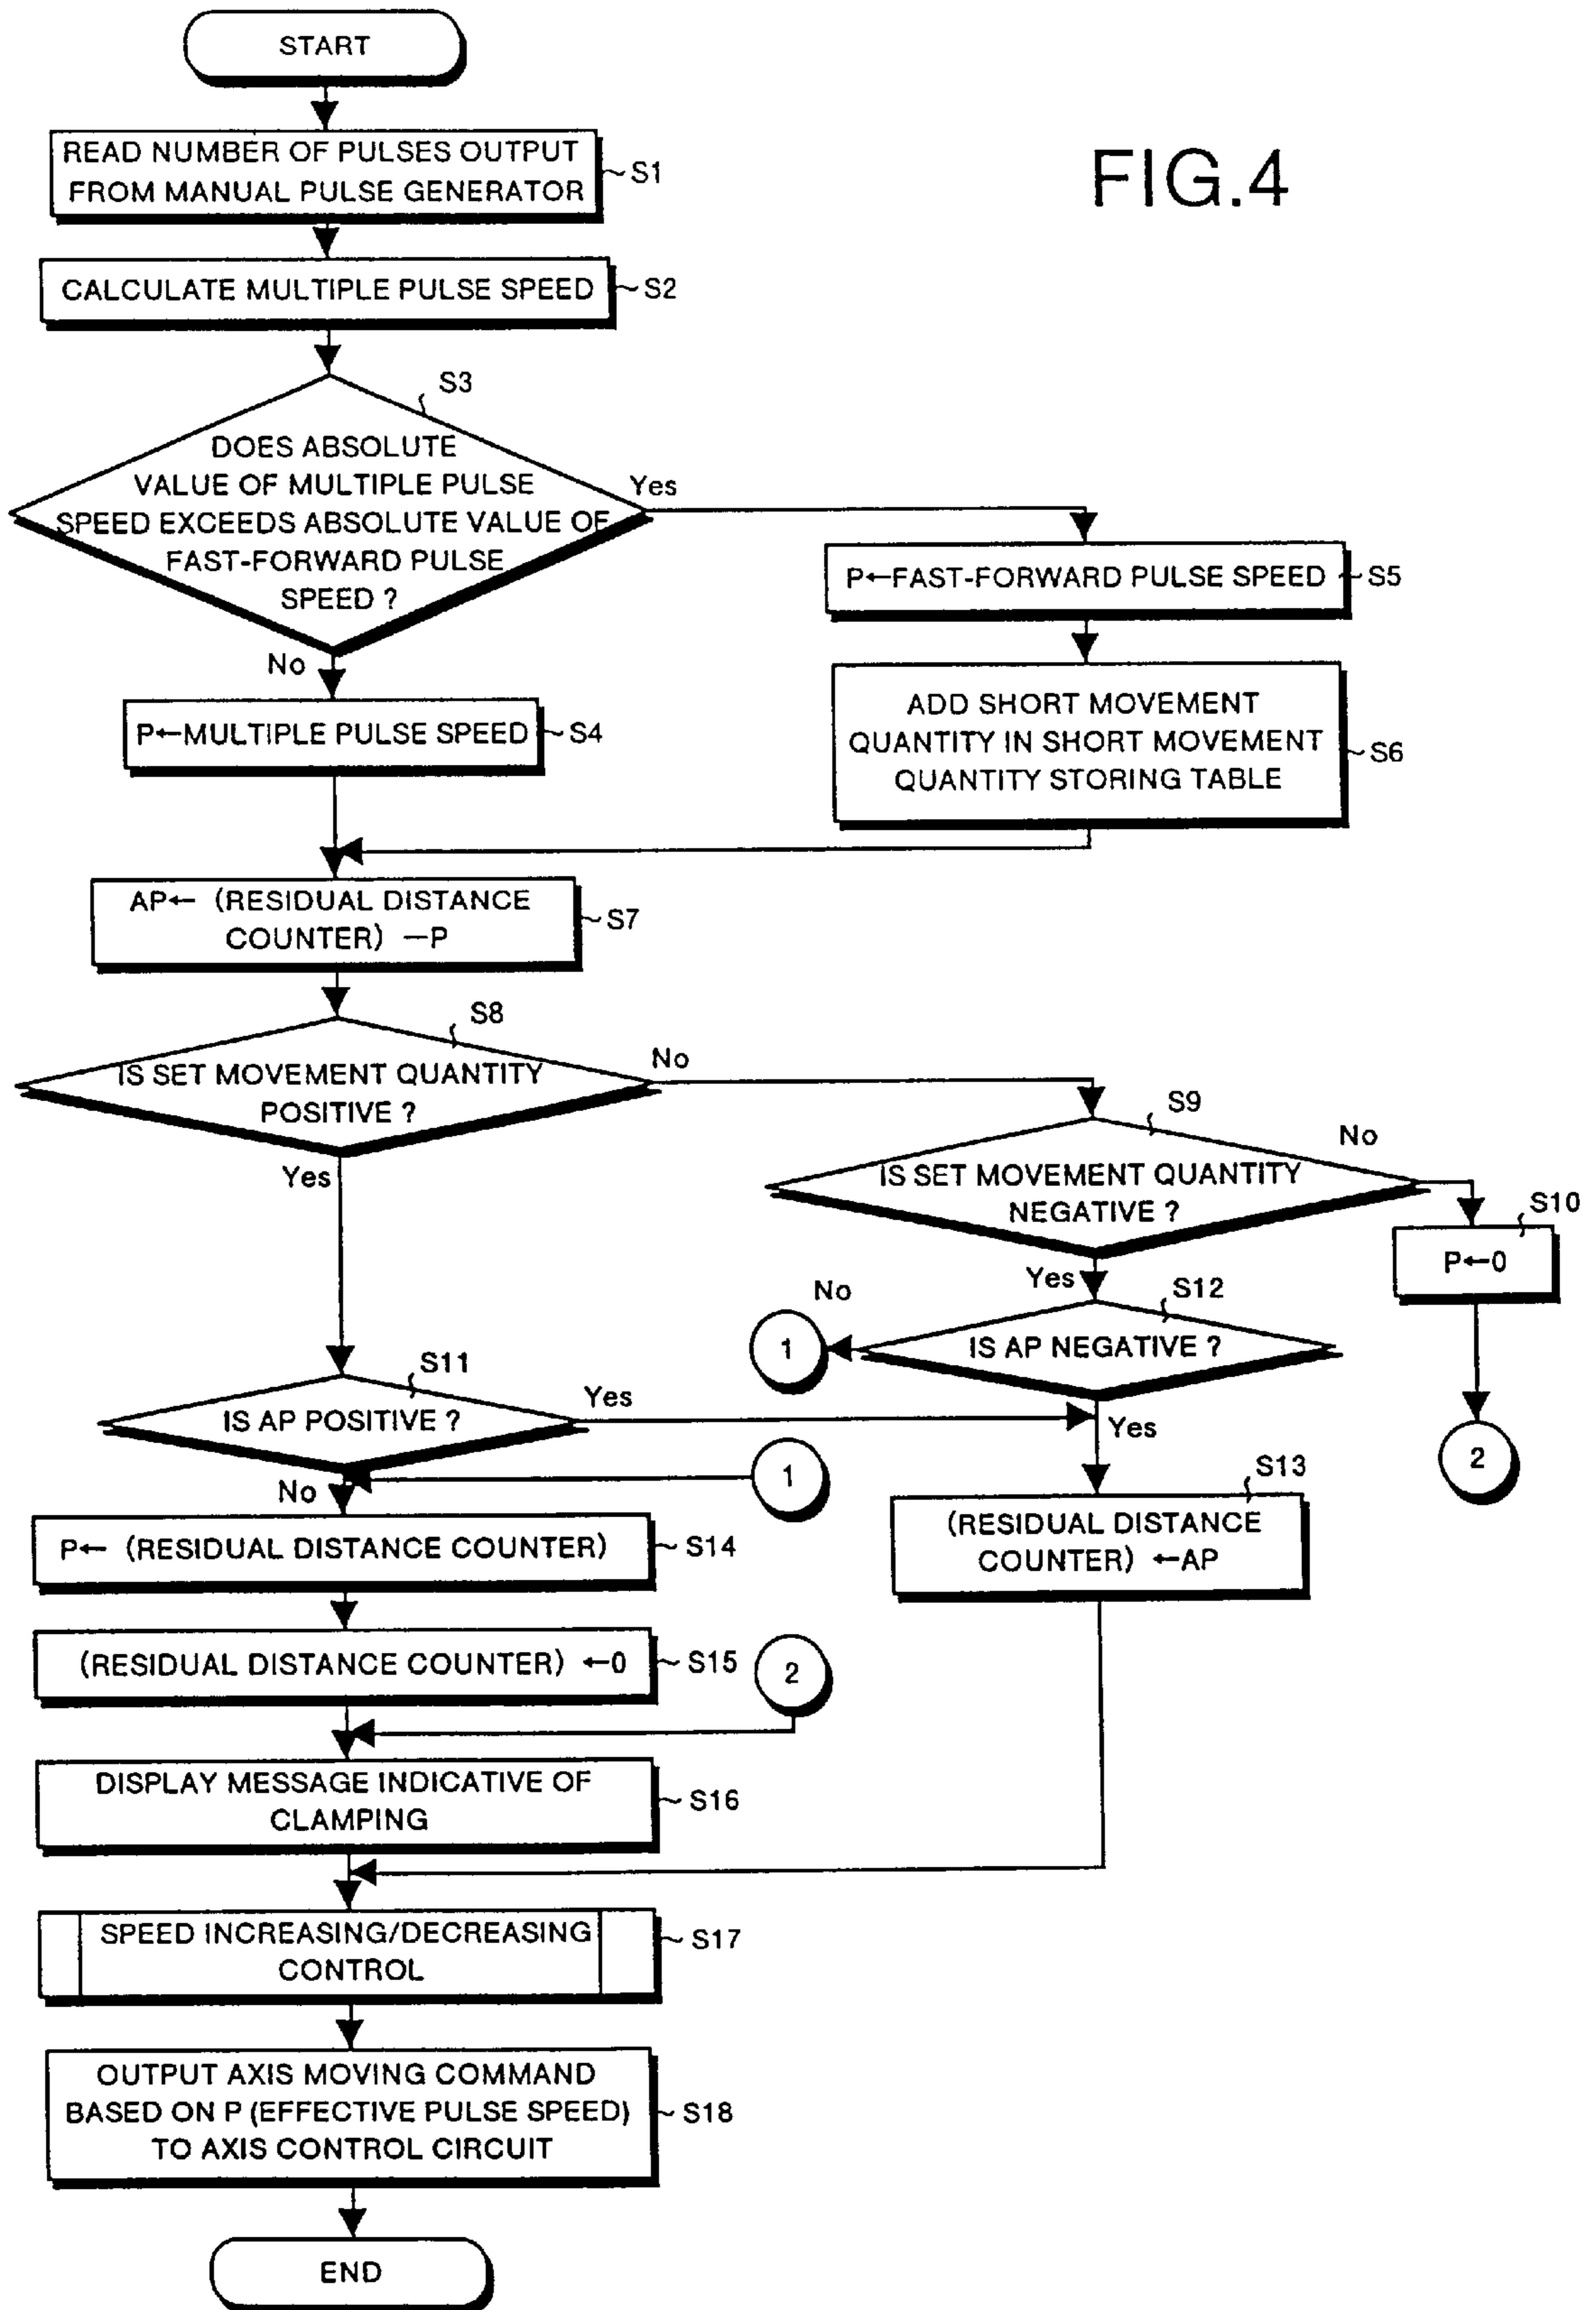 START
FIG.4
READ NUMBER OF PULSES OUTPUT
FROM MANUAL PULSE GENERATOR
S1
CALCULATE MULTIPLE PULSE SPEED
S2
S3
DOES ABSOLUTE
VALUE OF MULTIPLE PULSE
SPEED EXCEEDS ABSOLUTE VALUE OF
FAST-FORWARD PULSE
SPEED ?
Yes
No
P←FAST-FORWARD PULSE SPEED
S5
P←MULTIPLE PULSE SPEED
S4
ADD SHORT MOVEMENT
QUANTITY IN SHORT MOVEMENT
QUANTITY STORING TABLE
S6
AP← (RESIDUAL DISTANCE
COUNTER) —P
S7
S8
IS SET MOVEMENT QUANTITY
POSITIVE ?
No
Yes
S9
IS SET MOVEMENT QUANTITY
NEGATIVE ?
No
Yes
S10
P←0
2
S12
IS AP NEGATIVE ?
No
1
Yes
S11
IS AP POSITIVE ?
Yes
No
1
S13
(RESIDUAL DISTANCE
COUNTER) ←AP
P← (RESIDUAL DISTANCE COUNTER)
S14
(RESIDUAL DISTANCE COUNTER) ←0
S15
2
DISPLAY MESSAGE INDICATIVE OF
CLAMPING
S16
SPEED INCREASING/DECREASING
CONTROL
S17
OUTPUT AXIS MOVING COMMAND
BASED ON P (EFFECTIVE PULSE SPEED)
TO AXIS CONTROL CIRCUIT
S18
END